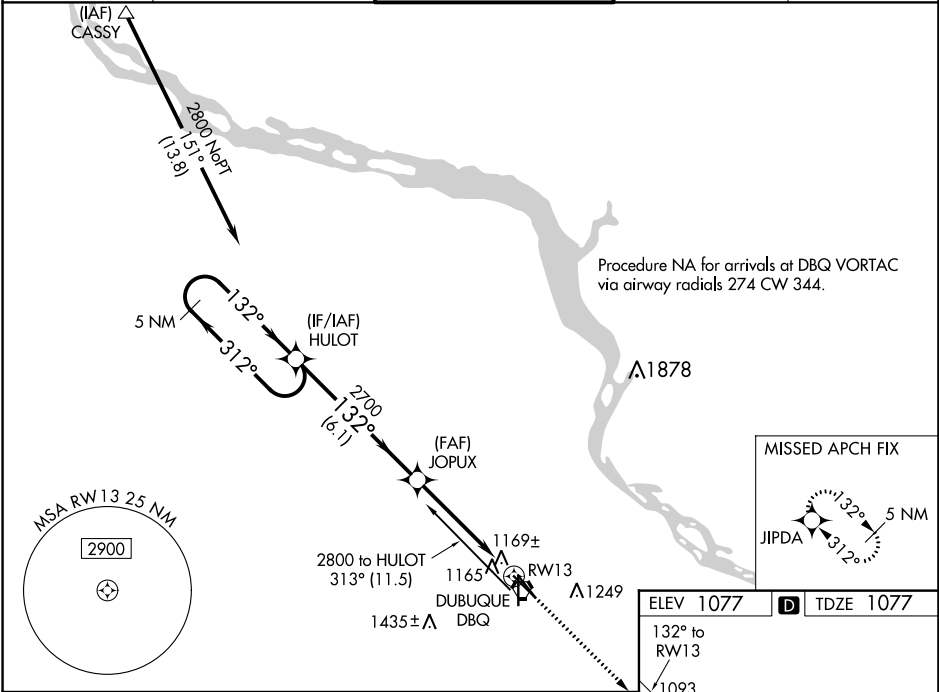 (IAF)
CASSY
2800 NoPT
151°
(13.8)
Procedure NA for arrivals at DBQ VORTAC
via airway radials 274 CW 344.
132°
5 NM
312°
(IF/IAF)
HULOT
1878
2700
132°
(6.1)
(FAF)
JOPUX
MISSED APCH FIX
132°
5 NM
JIPDA
312°
MSA RW13 25 NM
2900
2800 to HULOT
313° (11.5)
1169±
1165
RW13
1249
DUBUQUE
DBQ
1435±
ELEV 1077 D TDZE 1077
132° to
RW13
1093